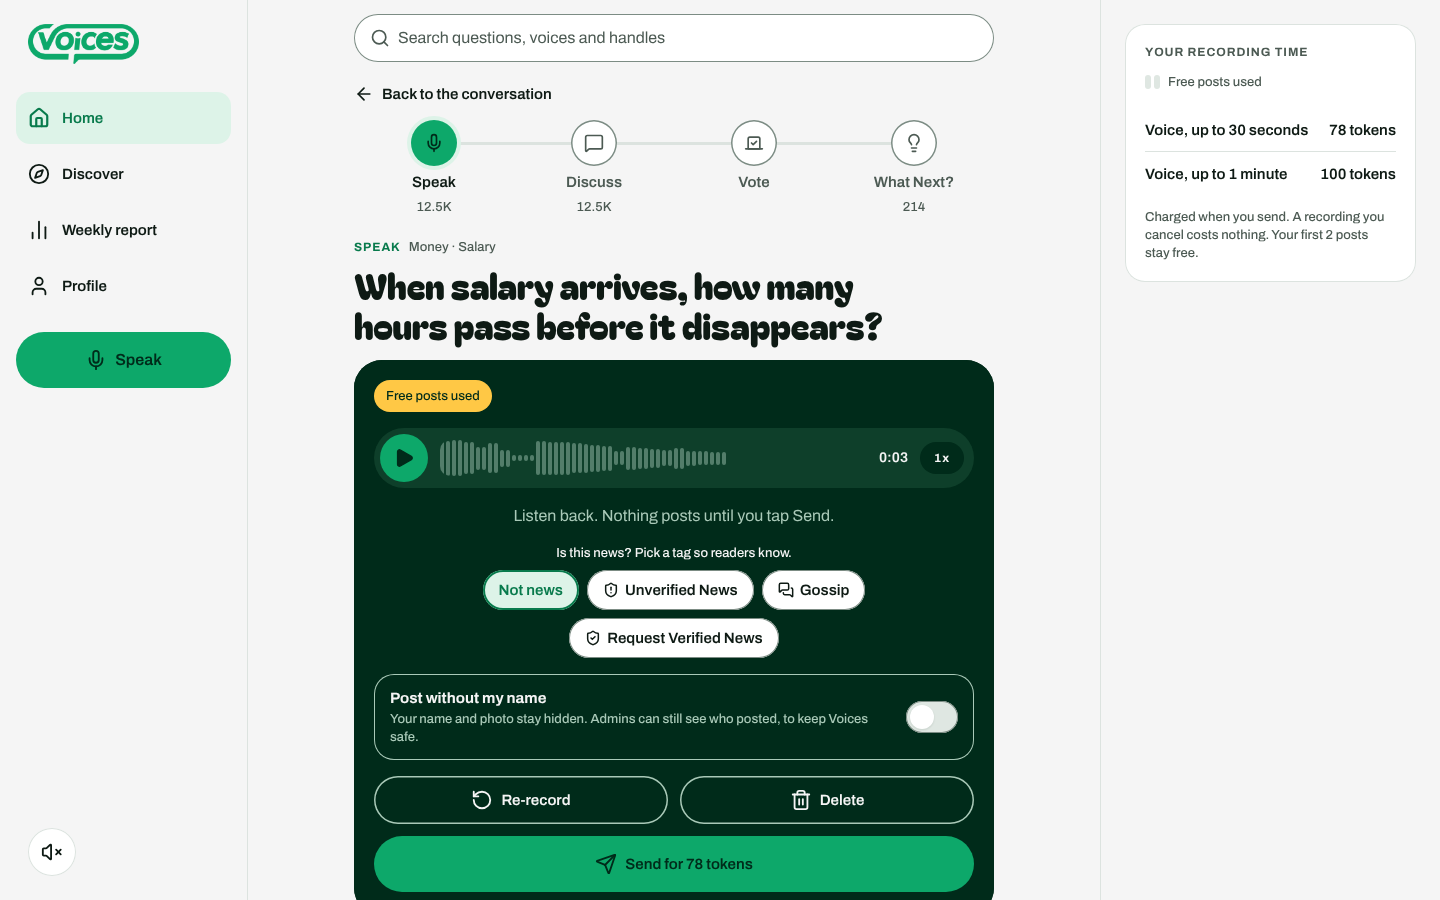 Voices
Home
Discover
Weekly report
Profile
Speak
Search questions, voices and handles
Back to the conversation
Speak
12.5K
Discuss
12.5K
Vote
What Next?
214
SPEAK Money · Salary
When salary arrives, how many
hours pass before it disappears?
Free posts used
0:03
1x
Listen back. Nothing posts until you tap Send.
Is this news? Pick a tag so readers know.
Not news
Unverified News
Gossip
Request Verified News
Post without my name
Your name and photo stay hidden. Admins can still see who posted, to keep Voices
safe.
Re-record
Delete
Send for 78 tokens
YOUR RECORDING TIME
Free posts used
Voice, up to 30 seconds 78 tokens
Voice, up to 1 minute 100 tokens
Charged when you send. A recording you
cancel costs nothing. Your first 2 posts
stay free.